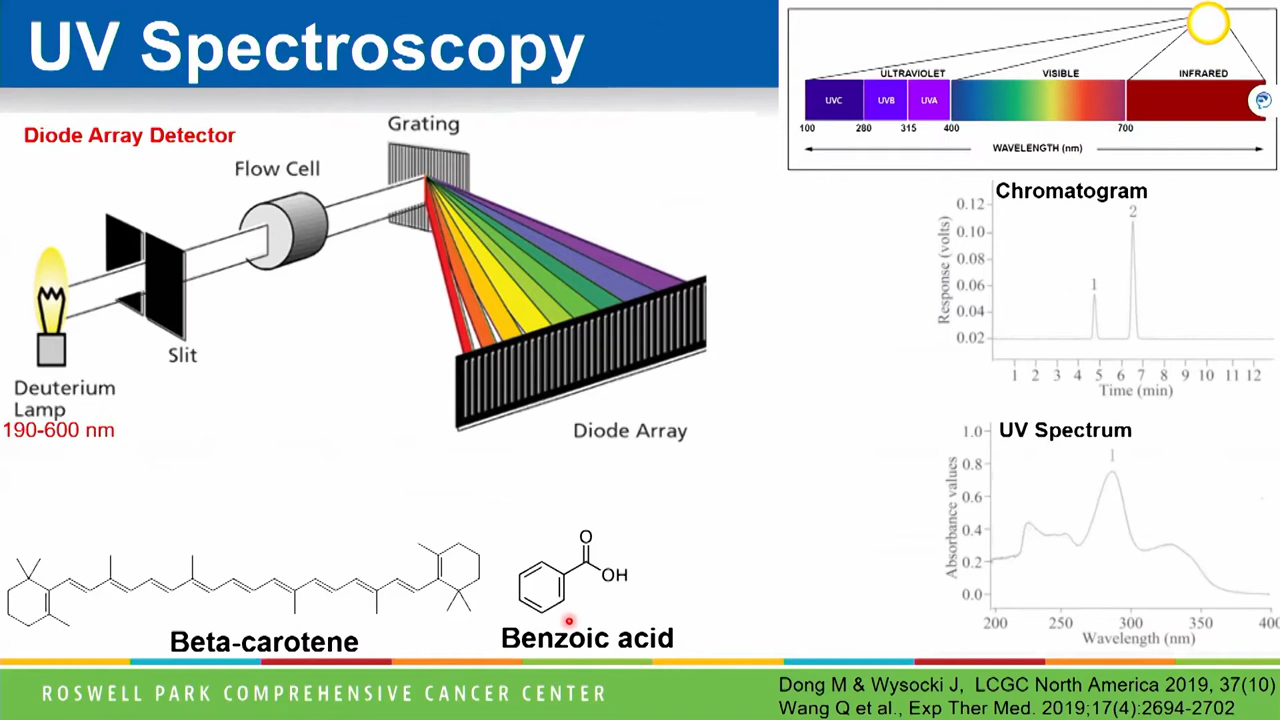 UV Spectroscopy
ULTRAVIOLET
VISIBLE
INFRARED
UVC
UVB
UVA
100
280
315
400
700
WAVELENGTH (nm)
Diode Array Detector
Grating
Flow Cell
Slit
Deuterium
Lamp
190-600 nm
Diode Array
Chromatogram
Response (volts)
0.12
0.10
0.08
0.06
0.04
0.02
1
2
1 2 3 4 5 6 7 8 9 10 11 12
Time (min)
UV Spectrum
Absorbance values
1.0
0.8
0.6
0.4
0.2
0.0
1
200 250 300 350 400
Wavelength (nm)
O
OH
Beta-carotene
Benzoic acid
ROSWELL PARK COMPREHENSIVE CANCER CENTER
Dong M & Wysocki J, LCGC North America 2019, 37(10)
Wang Q et al., Exp Ther Med. 2019;17(4):2694-2702